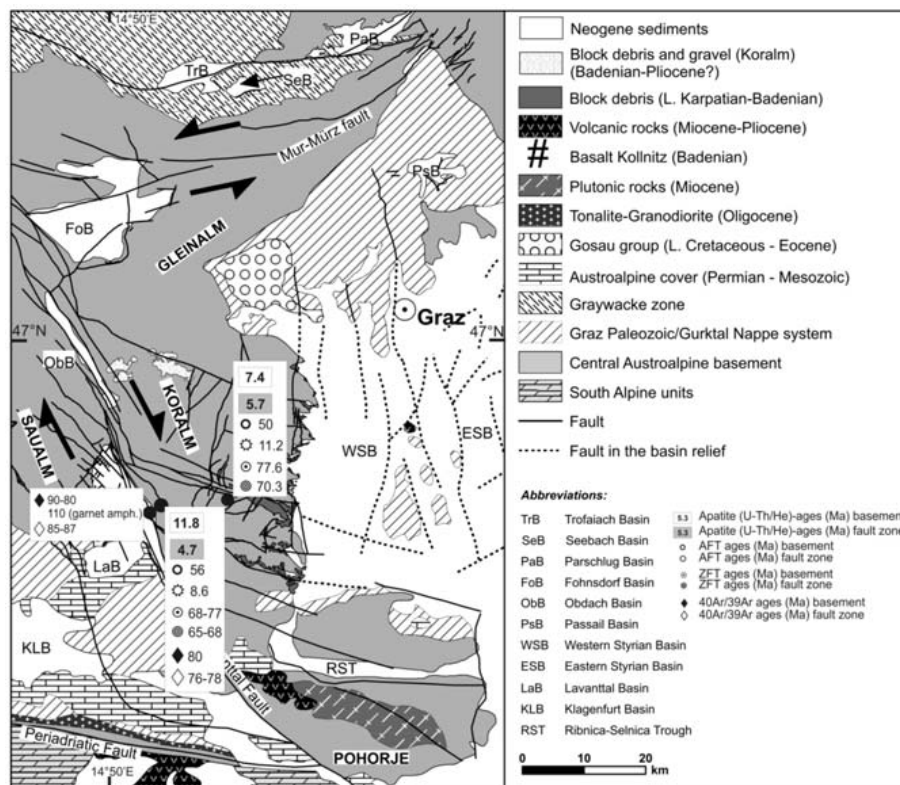 14°50'E
PaB
TrB
SeB
Mur-Mürz fault
PsB
FoB
GLEINALM
Graz
47°N
47°N
ObB
KORALM
SAUALM
7.4
5.7
50
11.2
77.6
70.3
WSB
ESB
90-80
110 (garnet amph.)
85-87
11.8
4.7
56
8.6
68-77
65-68
80
76-78
LaB
KLB
RST
ttal Fault
Periadriatic Fault
POHORJE
14°50'E
Neogene sediments
Block debris and gravel (Koralm)
(Badenian-Pliocene?)
Block debris (L. Karpatian-Badenian)
Volcanic rocks (Miocene-Pliocene)
Basalt Kollnitz (Badenian)
Plutonic rocks (Miocene)
Tonalite-Granodiorite (Oligocene)
Gosau group (L. Cretaceous - Eocene)
Austroalpine cover (Permian - Mesozoic)
Graywacke zone
Graz Paleozoic/Gurktal Nappe system
Central Austroalpine basement
South Alpine units
Fault
Fault in the basin relief
Abbreviations:
TrB Trofaiach Basin
SeB Seebach Basin
PaB Parschlug Basin
FoB Fohnsdorf Basin
ObB Obdach Basin
PsB Passail Basin
WSB Western Styrian Basin
ESB Eastern Styrian Basin
LaB Lavanttal Basin
KLB Klagenfurt Basin
RST Ribnica-Selnica Trough
5.3 Apatite (U-Th/He)-ages (Ma) basement
5.3 Apatite (U-Th/He)-ages (Ma) fault zone
AFT ages (Ma) basement
AFT ages (Ma) fault zone
ZFT ages (Ma) basement
ZFT ages (Ma) fault zone
40Ar/39Ar ages (Ma) basement
40Ar/39Ar ages (Ma) fault zone
0 10 20
km